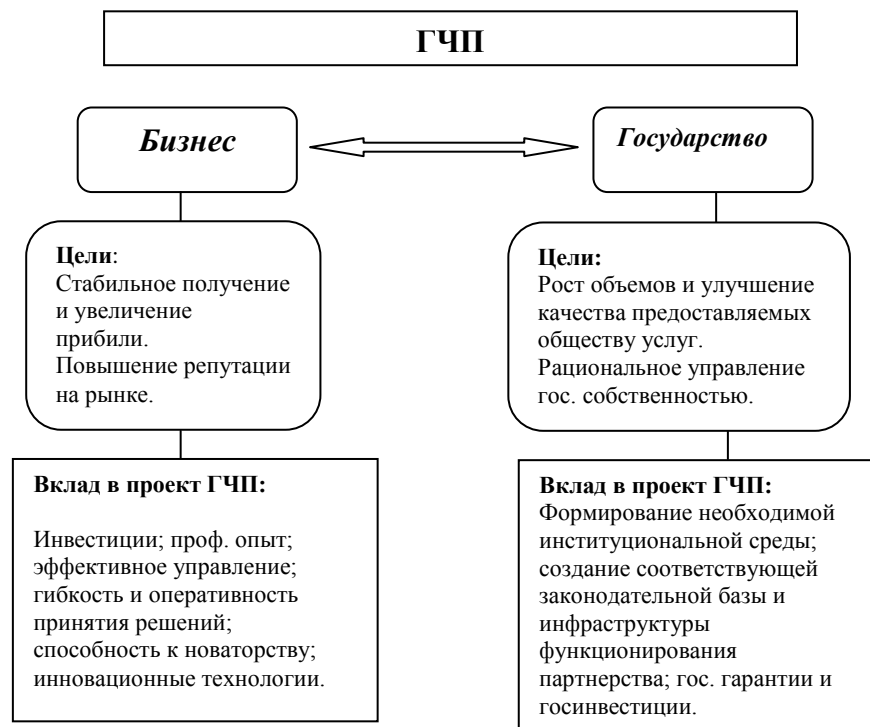 ГЧП
Бизнес
Государство
Цели:
Стабильное получение
и увеличение
прибили.
Повышение репутации
на рынке.
Цели:
Рост объемов и улучшение
качества предоставляемых
обществу услуг.
Рациональное управление
гос. собственностью.
Вклад в проект ГЧП:
Инвестиции; проф. опыт;
эффективное управление;
гибкость и оперативность
принятия решений;
способность к новаторству;
инновационные технологии.
Вклад в проект ГЧП:
Формирование необходимой
институциональной среды;
создание соответствующей
законодательной базы и
инфраструктуры
функционирования
партнерства; гос. гарантии и
госинвестиции.